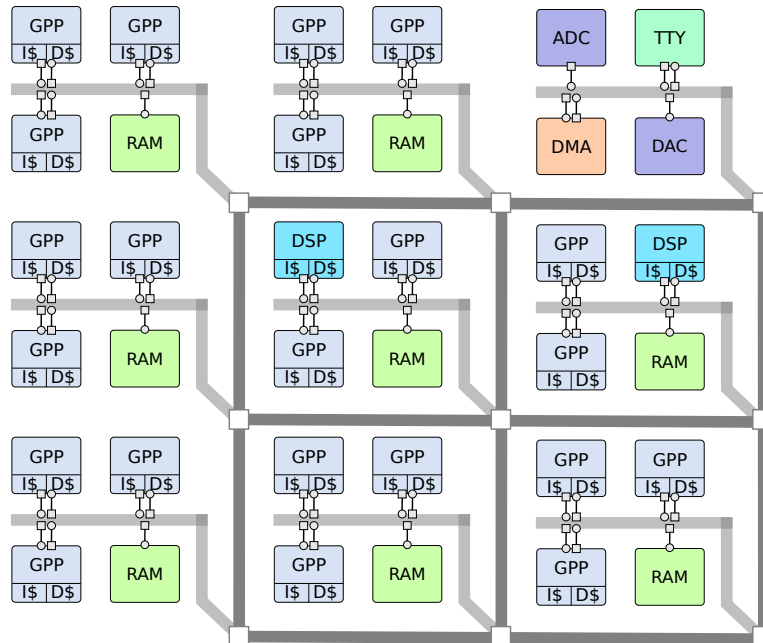 GPP GPP GPP GPP ADC TTY
I$ D$ I$ D$ I$ D$ I$ D$
GPP RAM GPP RAM DMA DAC
I$ D$ I$ D$
GPP GPP DSP GPP GPP DSP
I$ D$ I$ D$ I$ D$ I$ D$ I$ D$ I$ D$
GPP RAM GPP RAM GPP RAM
I$ D$ I$ D$ I$ D$
GPP GPP GPP GPP GPP GPP
I$ D$ I$ D$ I$ D$ I$ D$ I$ D$ I$ D$
GPP RAM GPP RAM GPP RAM
I$ D$ I$ D$ I$ D$